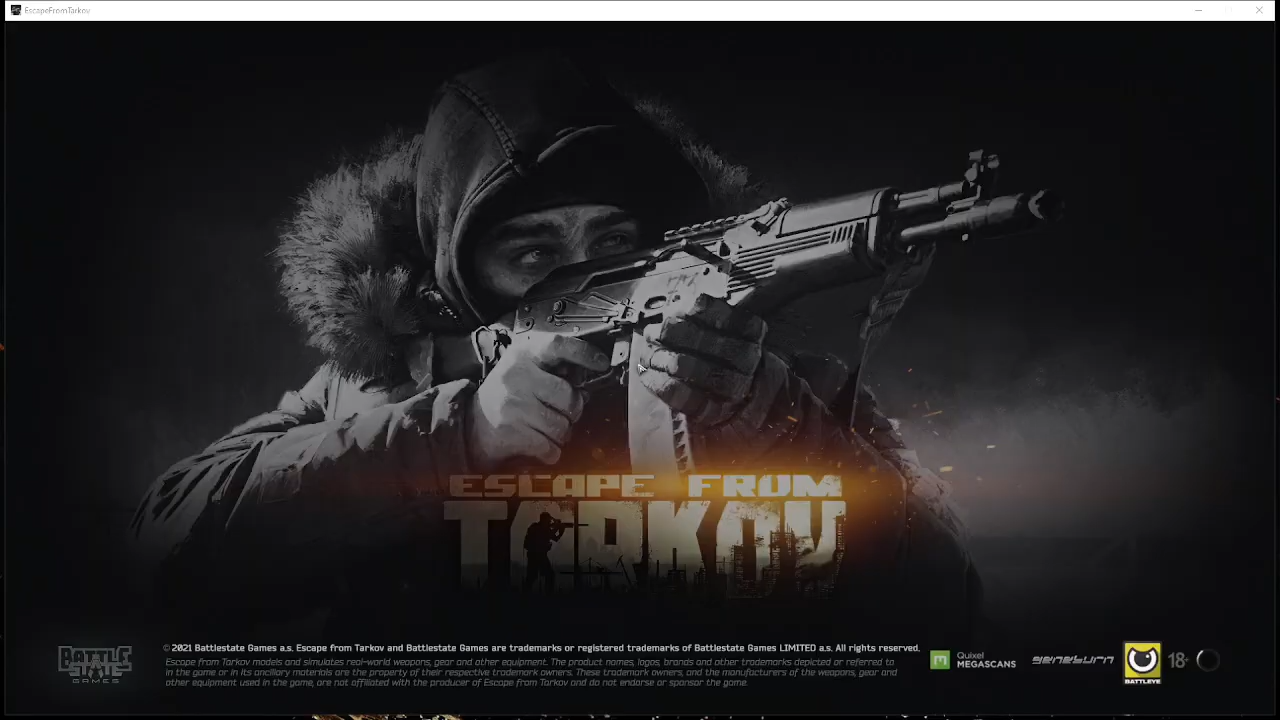 EscapeFromTarkov
ESCAPE FROM
TARKOV
BATTLE
STATE
GAMES
© 2021 Battlestate Games a.s. Escape from Tarkov and Battlestate Games are trademarks or registered trademarks of Battlestate Games LIMITED a.s. All rights reserved.
Escape from Tarkov models and simulates real-world weapons, gear and other equipment. The product names, logos, brands and other trademarks depicted or referred to
in the game or in its ancillary materials are the property of their respective trademark owners. These trademark owners, and the manufacturers of the weapons, gear and
other equipment used in the game, are not affiliated with the producer of Escape from Tarkov and do not endorse or sponsor the game.
Quixel
MEGASCANS
geneburn
BATTLEYE
18+